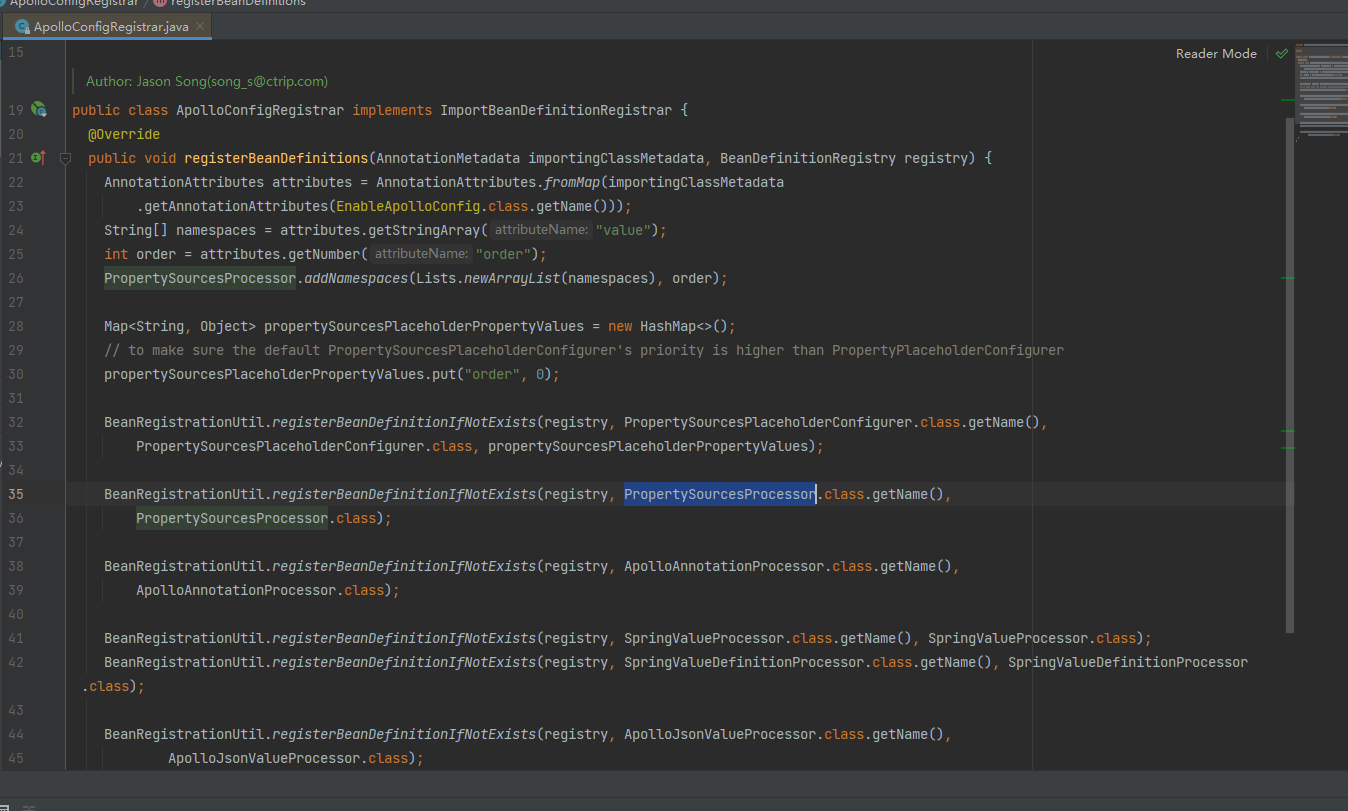 ApolloConfigRegistrar / registerBeanDefinitions
ApolloConfigRegistrar.java
Reader Mode
15
Author: Jason Song(song_s@ctrip.com)
19 public class ApolloConfigRegistrar implements ImportBeanDefinitionRegistrar {
20 @Override
21 public void registerBeanDefinitions(AnnotationMetadata importingClassMetadata, BeanDefinitionRegistry registry) {
22 AnnotationAttributes attributes = AnnotationAttributes.fromMap(importingClassMetadata
23 .getAnnotationAttributes(EnableApolloConfig.class.getName()));
24 String[] namespaces = attributes.getStringArray( attributeName: "value");
25 int order = attributes.getNumber( attributeName: "order");
26 PropertySourcesProcessor.addNamespaces(Lists.newArrayList(namespaces), order);
27
28 Map<String, Object> propertySourcesPlaceholderPropertyValues = new HashMap<>();
29 // to make sure the default PropertySourcesPlaceholderConfigurer's priority is higher than PropertyPlaceholderConfigurer
30 propertySourcesPlaceholderPropertyValues.put("order", 0);
31
32 BeanRegistrationUtil.registerBeanDefinitionIfNotExists(registry, PropertySourcesPlaceholderConfigurer.class.getName(),
33 PropertySourcesPlaceholderConfigurer.class, propertySourcesPlaceholderPropertyValues);
34
35 BeanRegistrationUtil.registerBeanDefinitionIfNotExists(registry, PropertySourcesProcessor.class.getName(),
36 PropertySourcesProcessor.class);
37
38 BeanRegistrationUtil.registerBeanDefinitionIfNotExists(registry, ApolloAnnotationProcessor.class.getName(),
39 ApolloAnnotationProcessor.class);
40
41 BeanRegistrationUtil.registerBeanDefinitionIfNotExists(registry, SpringValueProcessor.class.getName(), SpringValueProcessor.class);
42 BeanRegistrationUtil.registerBeanDefinitionIfNotExists(registry, SpringValueDefinitionProcessor.class.getName(), SpringValueDefinitionProcessor
.class);
43
44 BeanRegistrationUtil.registerBeanDefinitionIfNotExists(registry, ApolloJsonValueProcessor.class.getName(),
45 ApolloJsonValueProcessor.class);